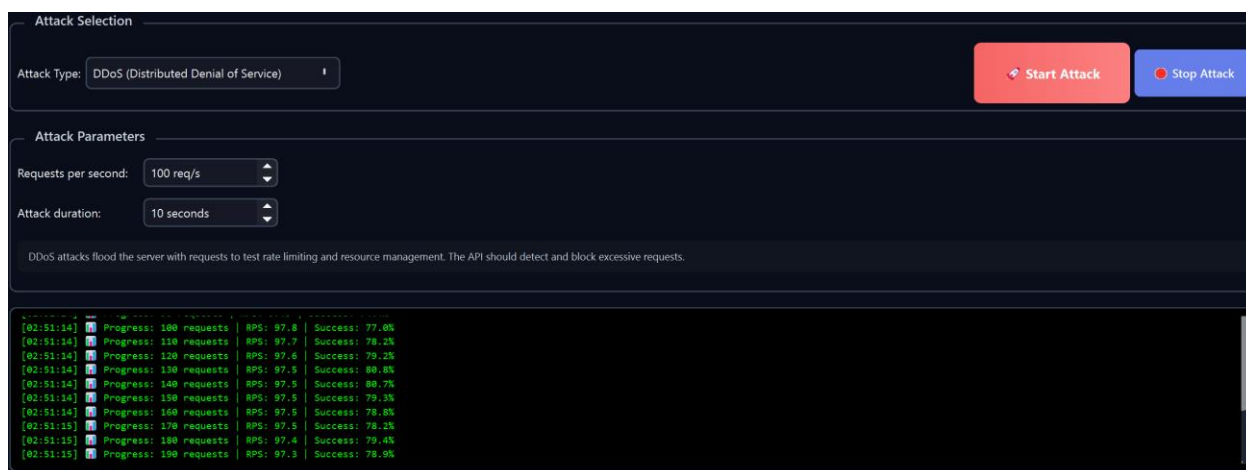 Attack Selection
Attack Type: DDoS (Distributed Denial of Service)
Start Attack
Stop Attack
Attack Parameters
Requests per second: 100 req/s
Attack duration: 10 seconds
DDoS attacks flood the server with requests to test rate limiting and resource management. The API should detect and block excessive requests.
[02:51:14] Progress: 100 requests | RPS: 97.8 | Success: 77.0%
[02:51:14] Progress: 110 requests | RPS: 97.7 | Success: 78.2%
[02:51:14] Progress: 120 requests | RPS: 97.6 | Success: 79.2%
[02:51:14] Progress: 130 requests | RPS: 97.5 | Success: 80.8%
[02:51:14] Progress: 140 requests | RPS: 97.5 | Success: 80.7%
[02:51:14] Progress: 150 requests | RPS: 97.5 | Success: 79.3%
[02:51:14] Progress: 160 requests | RPS: 97.5 | Success: 78.8%
[02:51:15] Progress: 170 requests | RPS: 97.5 | Success: 78.2%
[02:51:15] Progress: 180 requests | RPS: 97.4 | Success: 79.4%
[02:51:15] Progress: 190 requests | RPS: 97.3 | Success: 78.9%